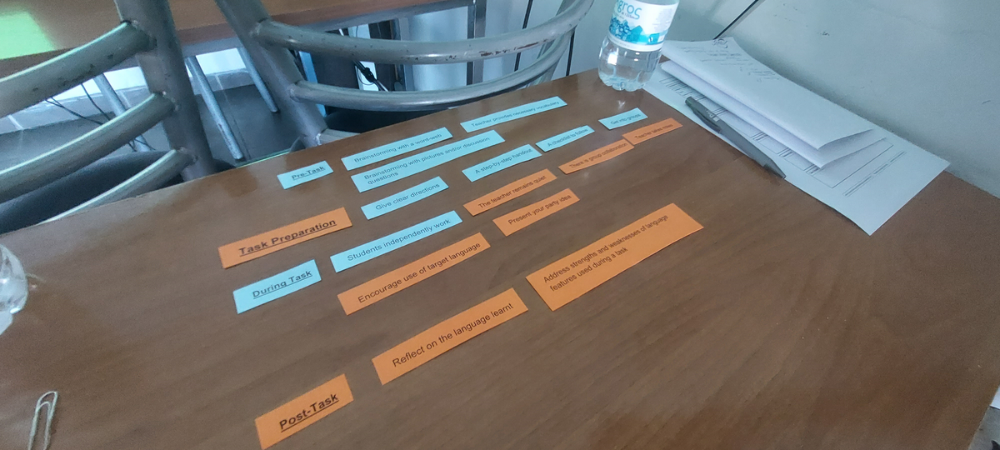 Pre-Task
Brainstorming with a word-web
Teacher promotes necessary vocabulary
Brainstorming with pictures and/or discussion
questions
Task Preparation
Give clear directions
A step-by-step handout
A checklist to follow
Get into groups
During Task
Students independently work
The teacher remains quiet
There is group collaboration
Teacher takes notes
Encourage use of target language
Present your party idea
Post-Task
Reflect on the language learnt
Address strengths and weaknesses of language
features used during a task